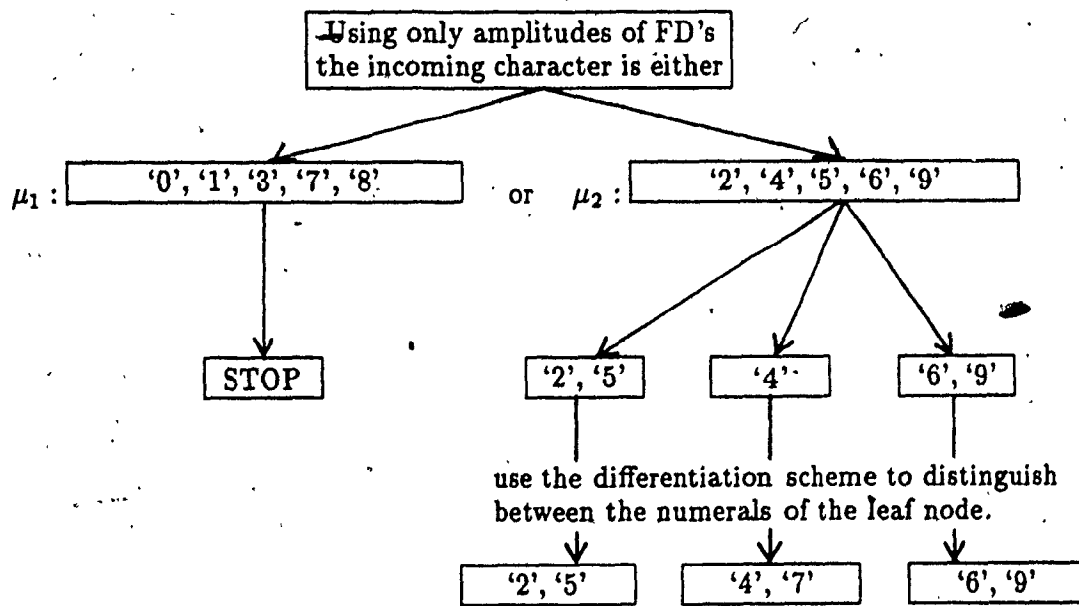 Using only amplitudes of FD's
the incoming character is either
μ₁ : '0', '1', '3', '7', '8' or μ₂ : '2', '4', '5', '6', '9'
STOP '2', '5' '4' '6', '9'
use the differentiation scheme to distinguish
between the numerals of the leaf node.
'2', '5' '4', '7' '6', '9'